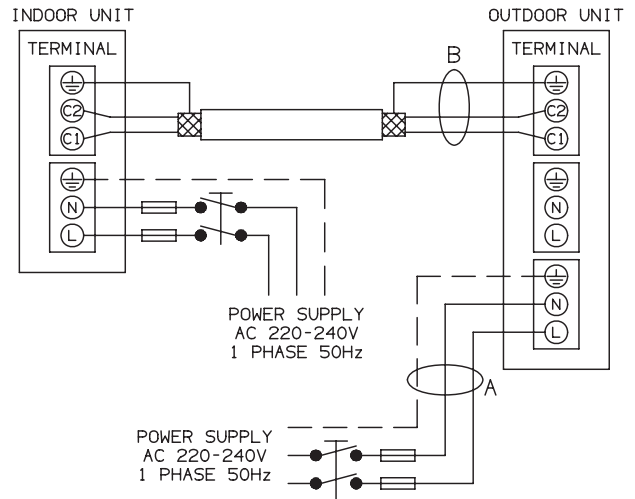 INDOOR UNIT
TERMINAL
C2
C1
N
L
POWER SUPPLY
AC 220-240V
1 PHASE 50Hz
OUTDOOR UNIT
TERMINAL
B
C2
C1
N
L
N
L
A
POWER SUPPLY
AC 220-240V
1 PHASE 50Hz